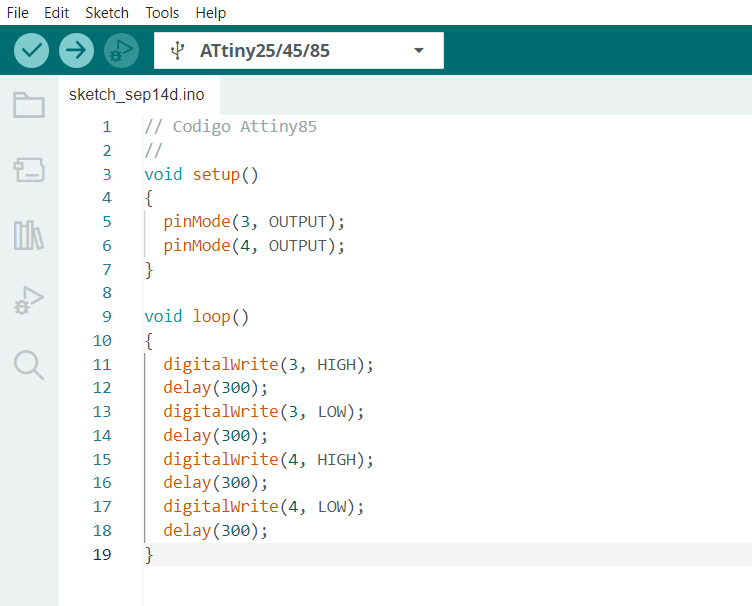 File Edit Sketch Tools Help
ATtiny25/45/85
sketch_sep14d.ino
1 // Codigo Attiny85
2 //
3 void setup()
4 {
5 pinMode(3, OUTPUT);
6 pinMode(4, OUTPUT);
7 }
8
9 void loop()
10 {
11 digitalWrite(3, HIGH);
12 delay(300);
13 digitalWrite(3, LOW);
14 delay(300);
15 digitalWrite(4, HIGH);
16 delay(300);
17 digitalWrite(4, LOW);
18 delay(300);
19 }